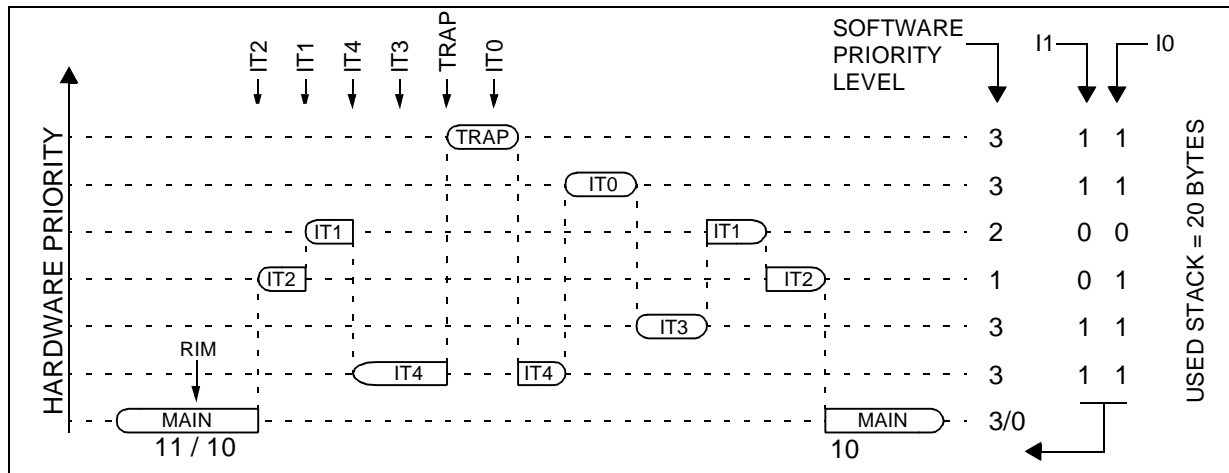 IT2
IT1
IT4
IT3
TRAP
IT0
SOFTWARE
PRIORITY
LEVEL
I1
I0
HARDWARE PRIORITY
TRAP
3
1 1
IT0
3
1 1
IT1
IT1
2
0 0
IT2
IT2
1
0 1
IT3
3
1 1
RIM
IT4
IT4
3
1 1
MAIN
MAIN
3/0
11 / 10
10
USED STACK = 20 BYTES